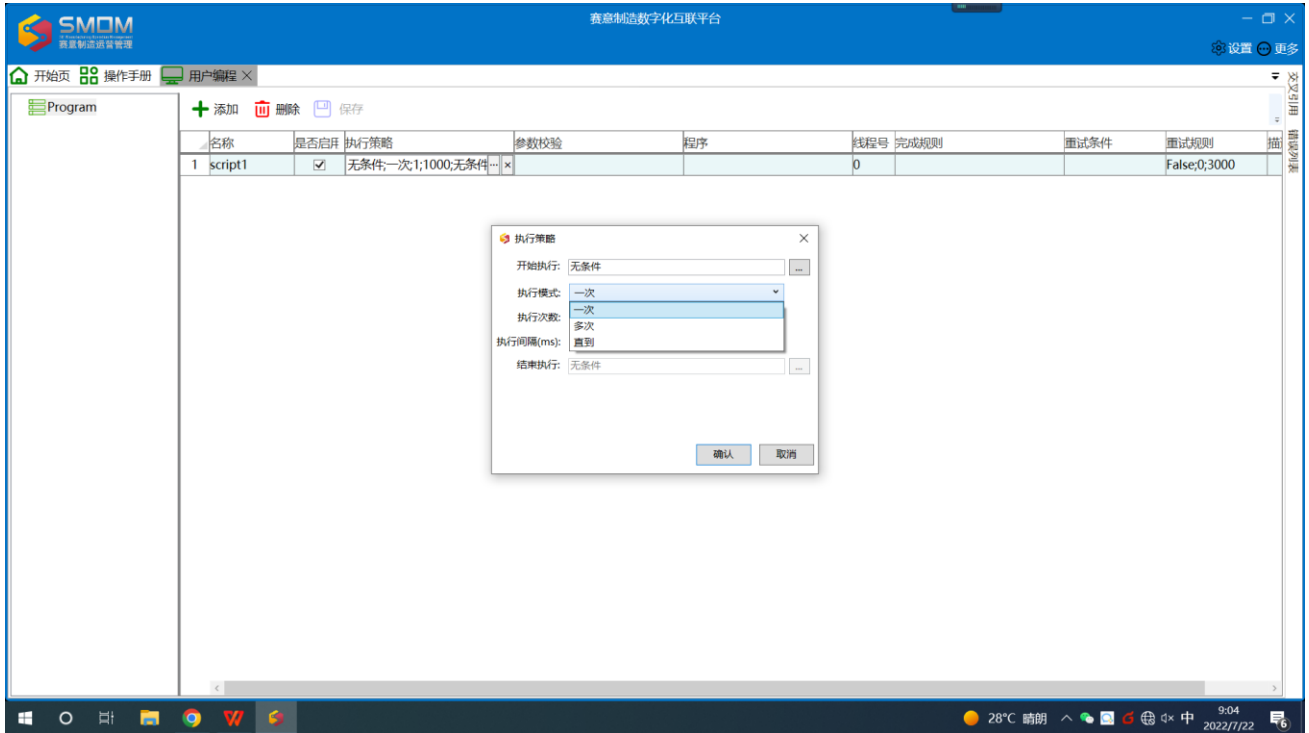 赛意制造数字化互联平台
SMOM
赛意制造运营管理
设置 更多
开始页 操作手册 用户编程
交叉引用
错误列表
Program
添加 删除 保存
名称 是否启用 执行策略 参数校验 程序 线程号 完成规则 重试条件 重试规则 描
1 script1 无条件;一次;1;1000;无条件 ... × 0 False;0;3000
执行策略
开始执行: 无条件 ...
执行模式: 一次
一次
执行次数:
多次
执行间隔(ms): 直到
结束执行: 无条件 ...
确认 取消
28°C 晴朗 中 9:04
2022/7/22
6